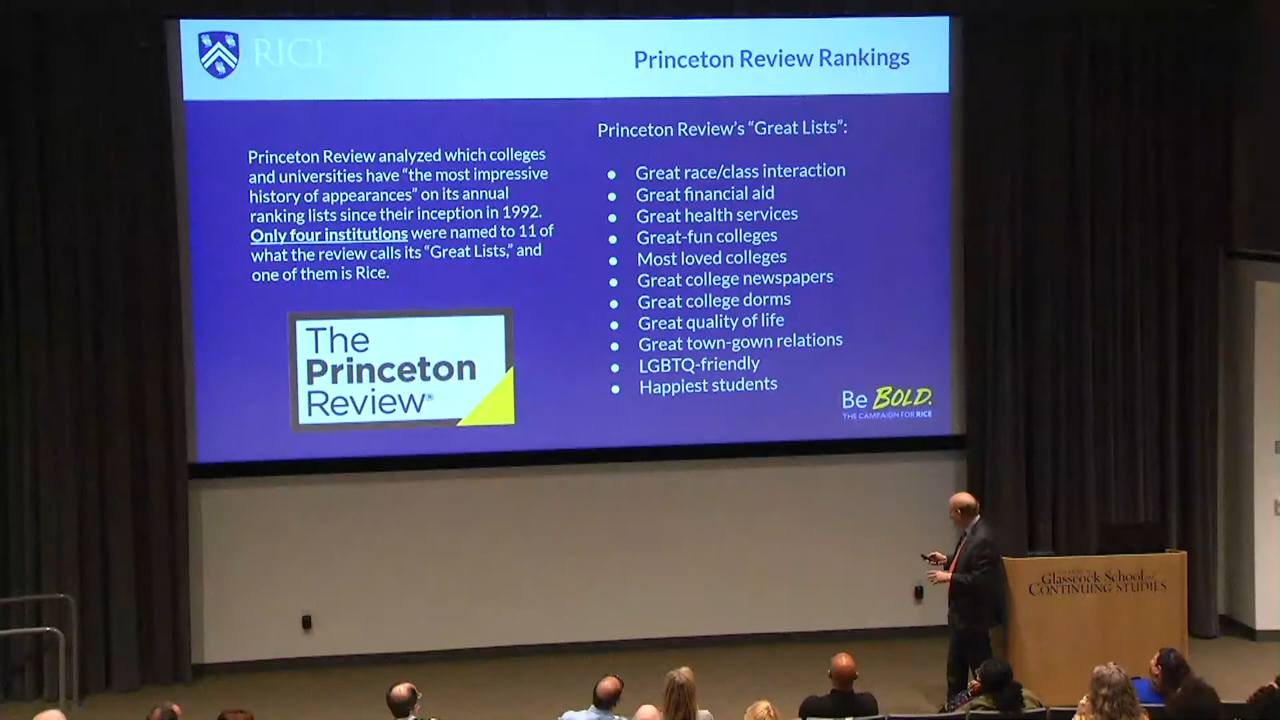 RICE
Princeton Review Rankings
Princeton Review analyzed which colleges
and universities have “the most impressive
history of appearances” on its annual
ranking lists since their inception in 1992.
Only four institutions were named to 11 of
what the review calls its “Great Lists,” and
one of them is Rice.
The
Princeton
Review®
Princeton Review’s “Great Lists”:
● Great race/class interaction
● Great financial aid
● Great health services
● Great-fun colleges
● Most loved colleges
● Great college newspapers
● Great college dorms
● Great quality of life
● Great town-gown relations
● LGBTQ-friendly
● Happiest students
Be BOLD.
THE CAMPAIGN FOR RICE
Glasscock School of
CONTINUING STUDIES